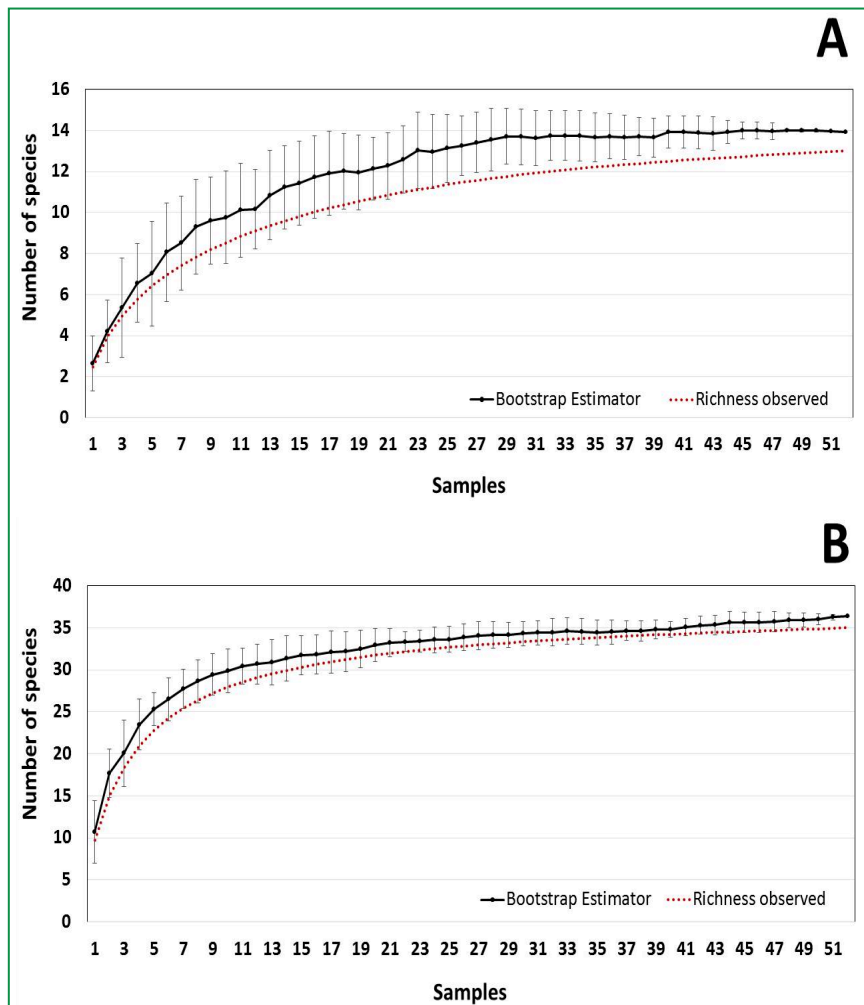 A
Number of species
16
14
12
10
8
6
4
2
0
Bootstrap Estimator Richness observed
1 3 5 7 9 11 13 15 17 19 21 23 25 27 29 31 33 35 37 39 41 43 45 47 49 51
Samples
B
Number of species
40
35
30
25
20
15
10
5
0
Bootstrap Estimator Richness observed
1 3 5 7 9 11 13 15 17 19 21 23 25 27 29 31 33 35 37 39 41 43 45 47 49 51
Samples